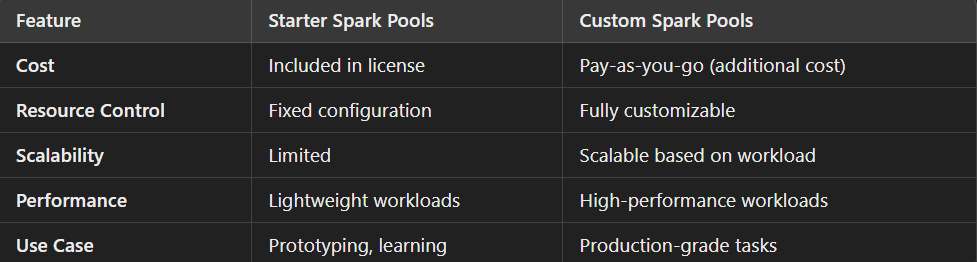 Feature Starter Spark Pools Custom Spark Pools
Cost Included in license Pay-as-you-go (additional cost)
Resource Control Fixed configuration Fully customizable
Scalability Limited Scalable based on workload
Performance Lightweight workloads High-performance workloads
Use Case Prototyping, learning Production-grade tasks